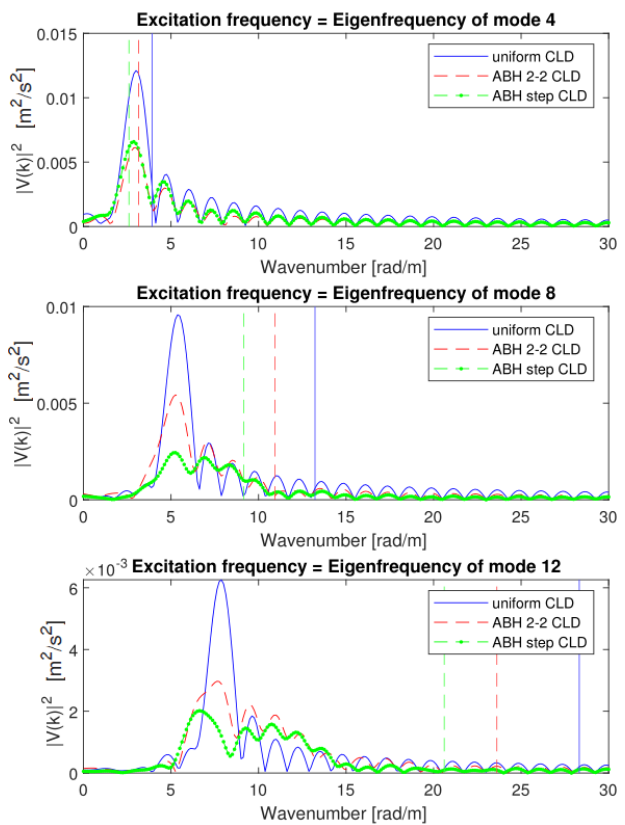 Excitation frequency = Eigenfrequency of mode 4
|V(k)|² [m²/s²]
0.015
0.01
0.005
0
uniform CLD
ABH 2-2 CLD
ABH step CLD
0 5 10 15 20 25 30
Wavenumber [rad/m]
Excitation frequency = Eigenfrequency of mode 8
|V(k)|² [m²/s²]
0.01
0.005
0
uniform CLD
ABH 2-2 CLD
ABH step CLD
0 5 10 15 20 25 30
Wavenumber [rad/m]
×10⁻³ Excitation frequency = Eigenfrequency of mode 12
|V(k)|² [m²/s²]
6
4
2
0
uniform CLD
ABH 2-2 CLD
ABH step CLD
0 5 10 15 20 25 30
Wavenumber [rad/m]